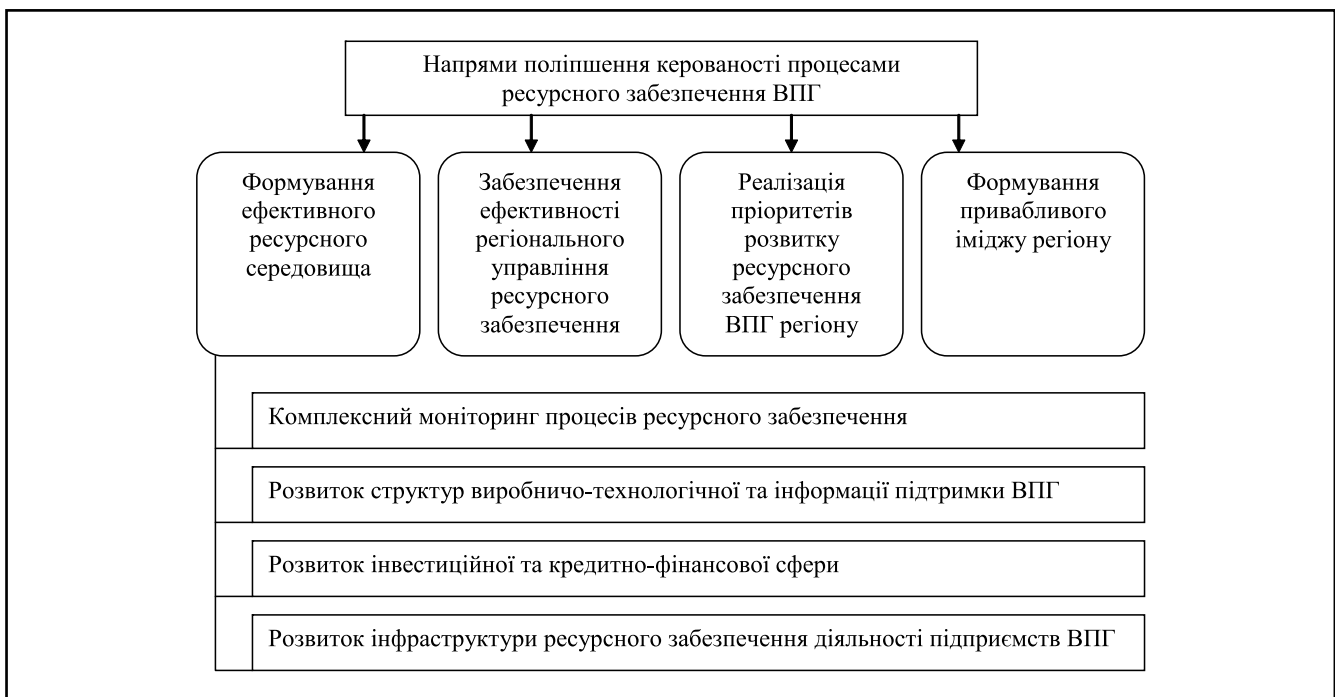 Напрями поліпшення керованості процесами
ресурсного забезпечення ВПГ
Формування
ефективного
ресурсного
середовища
Забезпечення
ефективності
регіонального
управління
ресурсного
забезпечення
Реалізація
пріоритетів
розвитку
ресурсного
забезпечення
ВПГ регіону
Формування
привабливого
іміджу регіону
Комплексний моніторинг процесів ресурсного забезпечення
Розвиток структур виробничо-технологічної та інформації підтримки ВПГ
Розвиток інвестиційної та кредитно-фінансової сфери
Розвиток інфраструктури ресурсного забезпечення діяльності підприємств ВПГ